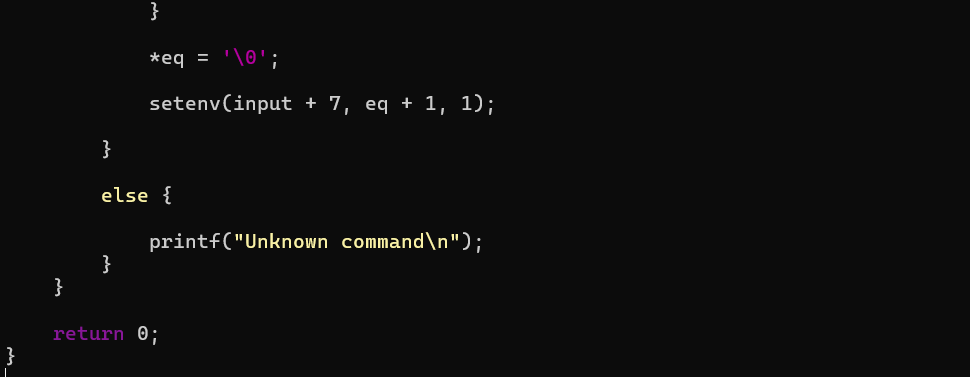 }
            *eq = '\0';
            setenv(input + 7, eq + 1, 1);
        }
        else {
            printf("Unknown command\n");
        }
    }
    return 0;
}